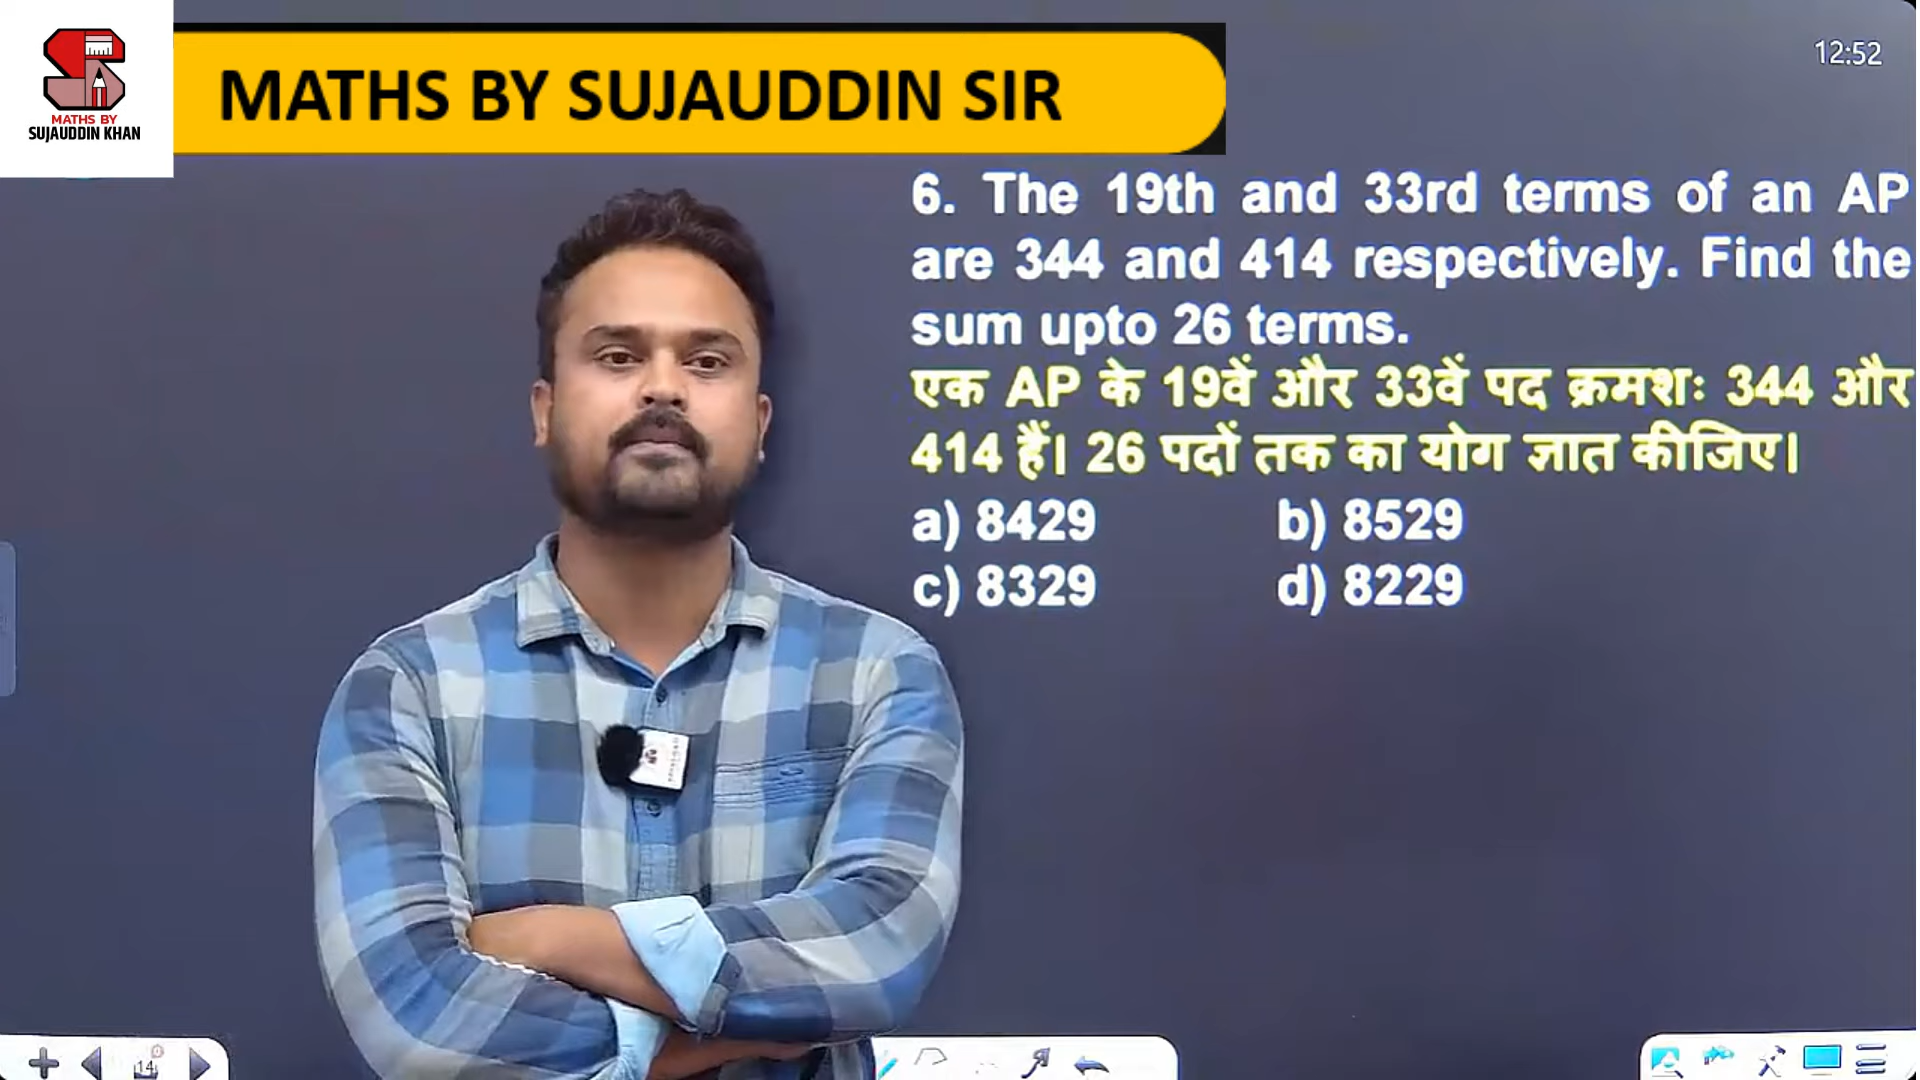 MATHS BY
SUJAUDDIN KHAN
MATHS BY SUJAUDDIN SIR
12:52
6. The 19th and 33rd terms of an AP
are 344 and 414 respectively. Find the
sum upto 26 terms.
एक AP के 19वें और 33वें पद क्रमशः 344 और
414 हैं। 26 पदों तक का योग ज्ञात कीजिए।
a) 8429 b) 8529
c) 8329 d) 8229
14